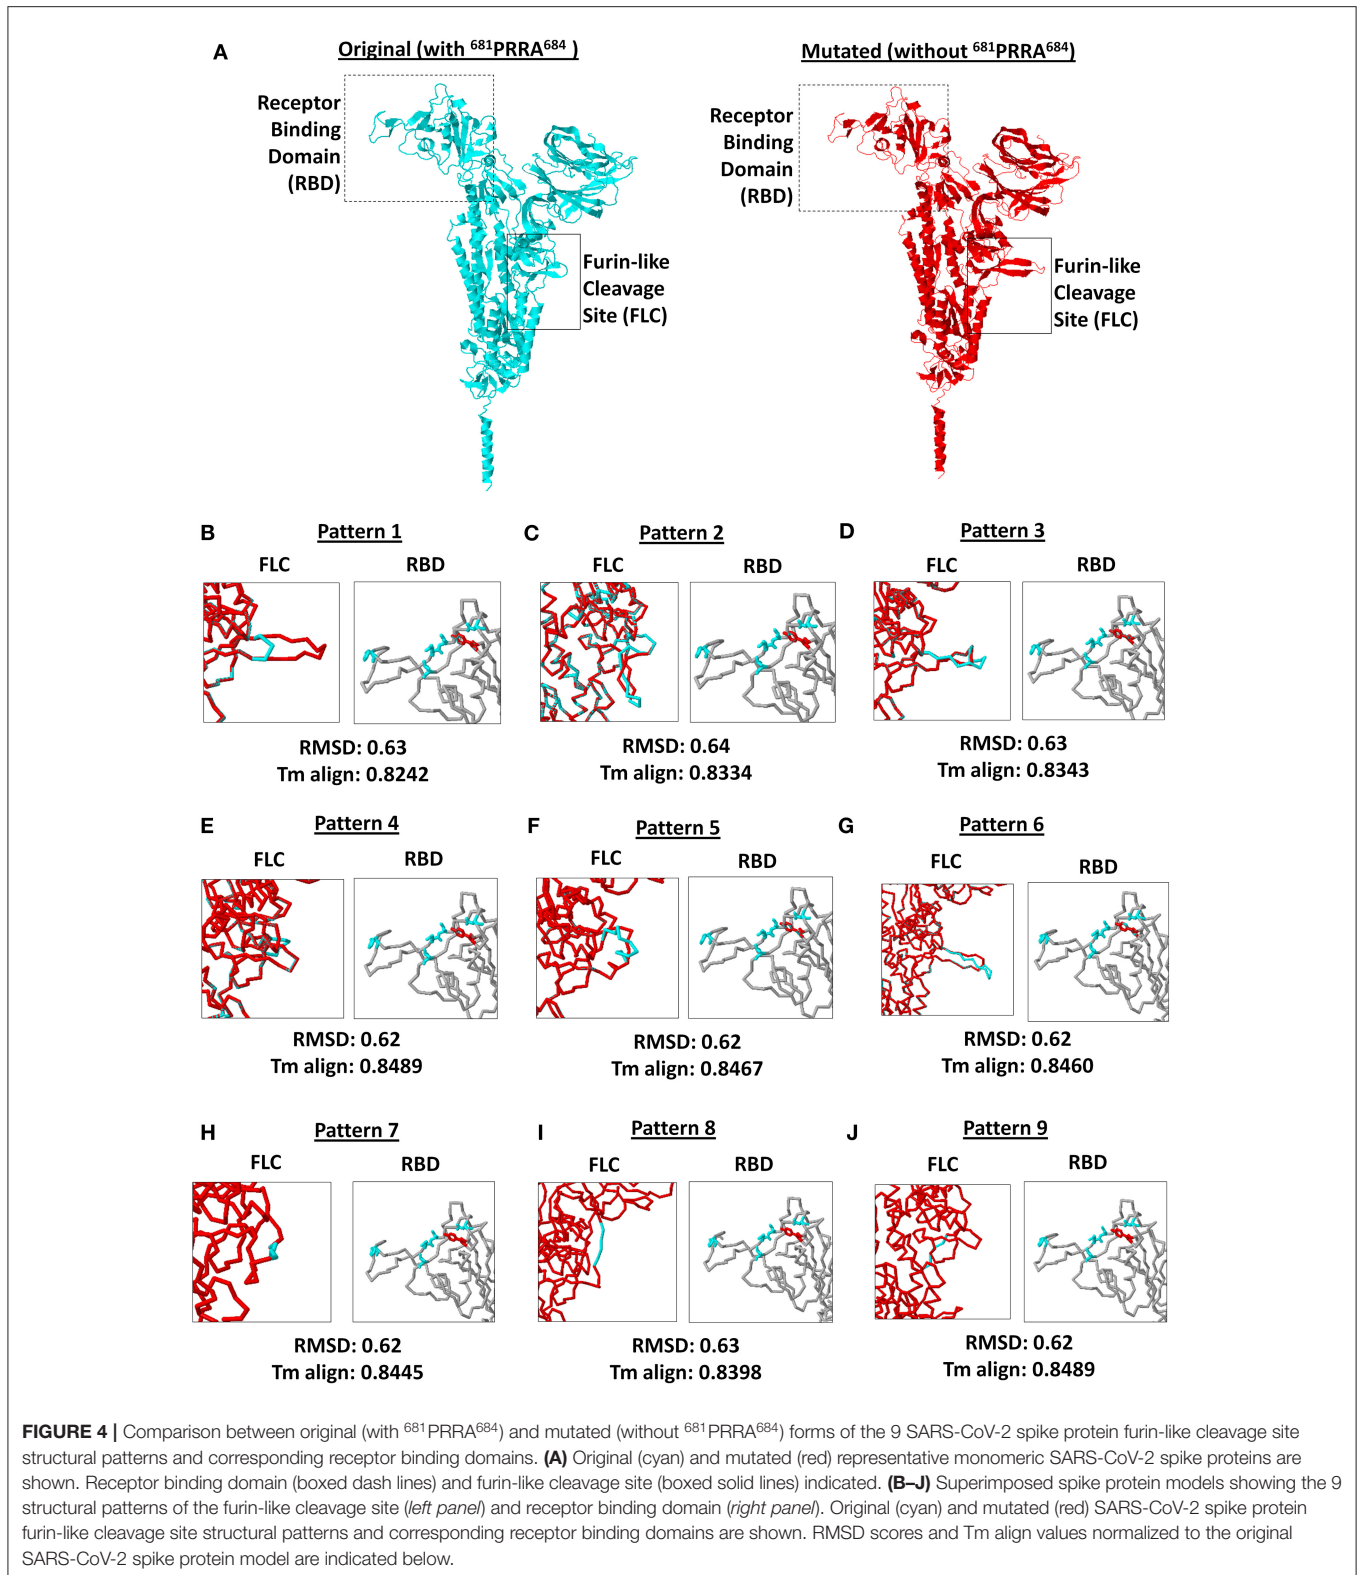 A
Original (with ⁶⁸¹PRRA⁶⁸⁴ )
Mutated (without ⁶⁸¹PRRA⁶⁸⁴)
Receptor
Binding
Domain
(RBD)
Furin-like
Cleavage
Site (FLC)
Receptor
Binding
Domain
(RBD)
Furin-like
Cleavage
Site (FLC)
B
Pattern 1
FLC
RBD
RMSD: 0.63
Tm align: 0.8242
C
Pattern 2
FLC
RBD
RMSD: 0.64
Tm align: 0.8334
D
Pattern 3
FLC
RBD
RMSD: 0.63
Tm align: 0.8343
E
Pattern 4
FLC
RBD
RMSD: 0.62
Tm align: 0.8489
F
Pattern 5
FLC
RBD
RMSD: 0.62
Tm align: 0.8467
G
Pattern 6
FLC
RBD
RMSD: 0.62
Tm align: 0.8460
H
Pattern 7
FLC
RBD
RMSD: 0.62
Tm align: 0.8445
I
Pattern 8
FLC
RBD
RMSD: 0.63
Tm align: 0.8398
J
Pattern 9
FLC
RBD
RMSD: 0.62
Tm align: 0.8489
FIGURE 4 | Comparison between original (with ⁶⁸¹PRRA⁶⁸⁴) and mutated (without ⁶⁸¹PRRA⁶⁸⁴) forms of the 9 SARS-CoV-2 spike protein furin-like cleavage site
structural patterns and corresponding receptor binding domains. (A) Original (cyan) and mutated (red) representative monomeric SARS-CoV-2 spike proteins are
shown. Receptor binding domain (boxed dash lines) and furin-like cleavage site (boxed solid lines) indicated. (B–J) Superimposed spike protein models showing the 9
structural patterns of the furin-like cleavage site (left panel) and receptor binding domain (right panel). Original (cyan) and mutated (red) SARS-CoV-2 spike protein
furin-like cleavage site structural patterns and corresponding receptor binding domains are shown. RMSD scores and Tm align values normalized to the original
SARS-CoV-2 spike protein model are indicated below.